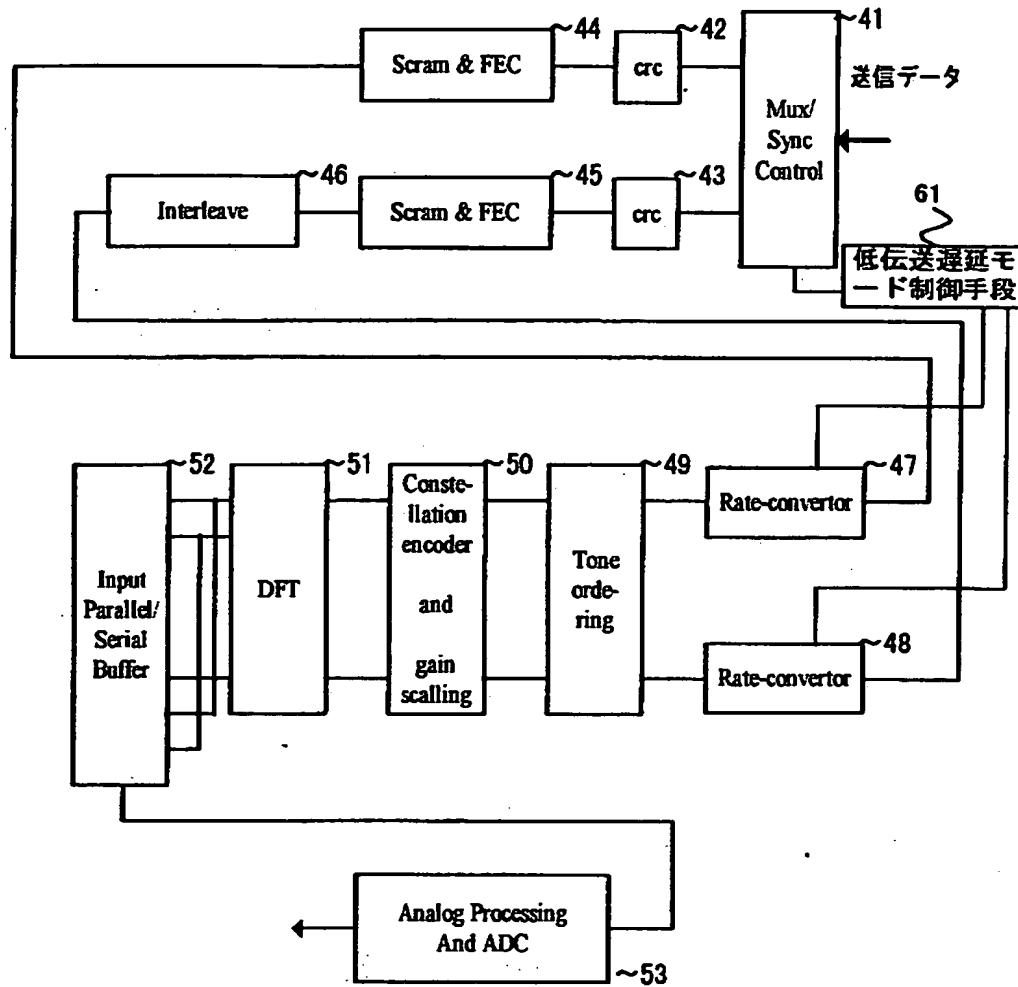 ~44
~42
~41
Scram & FEC
crc
送信データ
Mux/
Sync
Control
~46
~45
~43
Interleave
Scram & FEC
crc
61
低伝送遅延モ
ード制御手段
~52
~51
~50
~49
~47
Conste-
llation
encoder
and
gain
scalling
Rate-convertor
Input
Parallel/
Serial
Buffer
DFT
Tone
orde-
ring
~48
Rate-convertor
Analog Processing
And ADC
~53